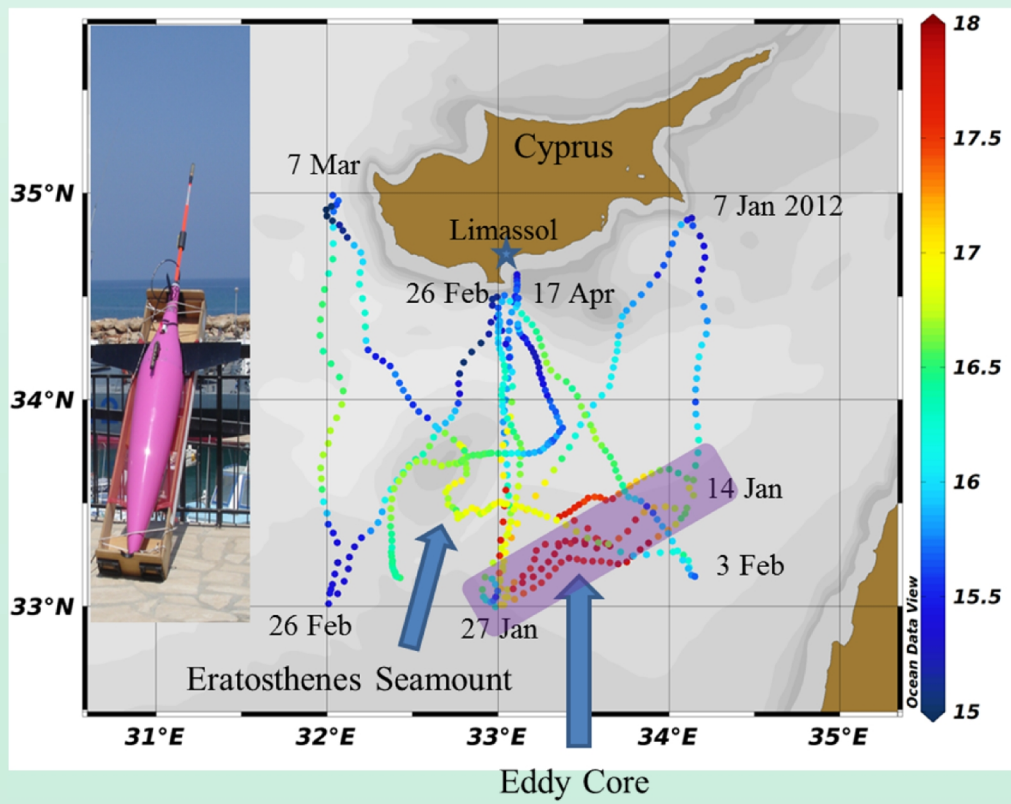 18
17.5
17
16.5
16
15.5
15
Ocean Data View
35°N
34°N
33°N
31°E
32°E
33°E
34°E
35°E
Cyprus
Limassol
7 Mar
7 Jan 2012
26 Feb
17 Apr
14 Jan
3 Feb
26 Feb
27 Jan
Eratosthenes Seamount
Eddy Core